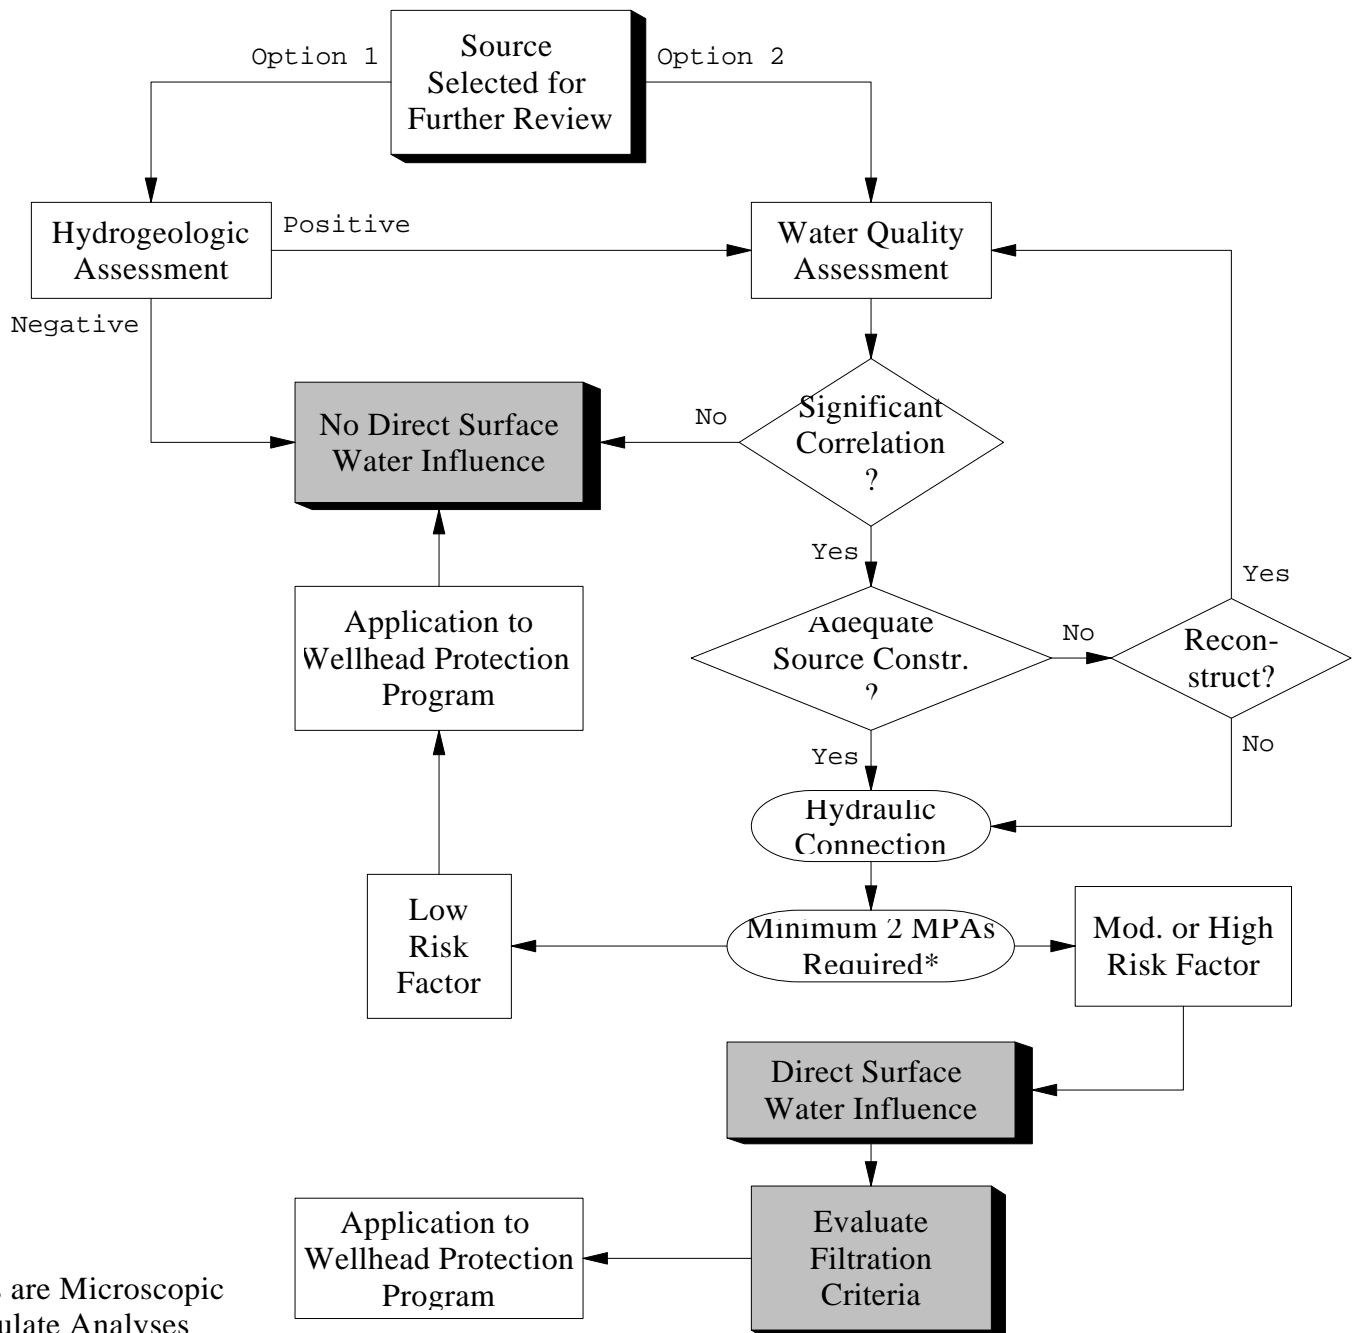 Option 1
Source
Selected for
Further Review
Option 2
Hydrogeologic
Assessment
Positive
Water Quality
Assessment
Negative
No Direct Surface
Water Influence
No
Significant
Correlation
?
Yes
Application to
Wellhead Protection
Program
Adequate
Source Constr.
?
No
Recon-
struct?
Yes
No
Yes
Hydraulic
Connection
Low
Risk
Factor
Minimum 2 MPAs
Required*
Mod. or High
Risk Factor
Direct Surface
Water Influence
Application to
Wellhead Protection
Program
Evaluate
Filtration
Criteria
are Microscopic
Analyses